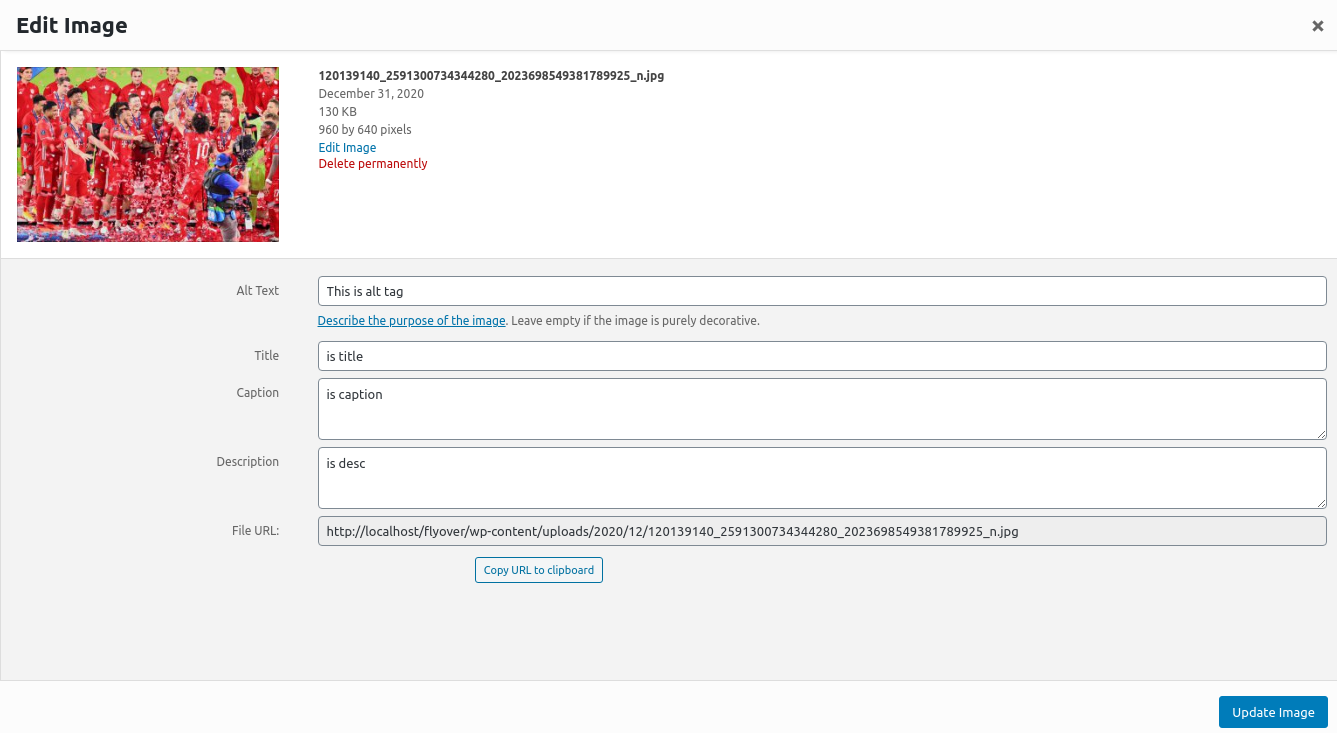 Edit Image
×
10
120139140_2591300734344280_2023698549381789925_n.jpg
December 31, 2020
130 KB
960 by 640 pixels
Edit Image
Delete permanently
Alt Text
This is alt tag
Describe the purpose of the image. Leave empty if the image is purely decorative.
Title
is title
Caption
is caption
Description
is desc
File URL:
http://localhost/flyover/wp-content/uploads/2020/12/120139140_2591300734344280_2023698549381789925_n.jpg
Copy URL to clipboard
Update Image